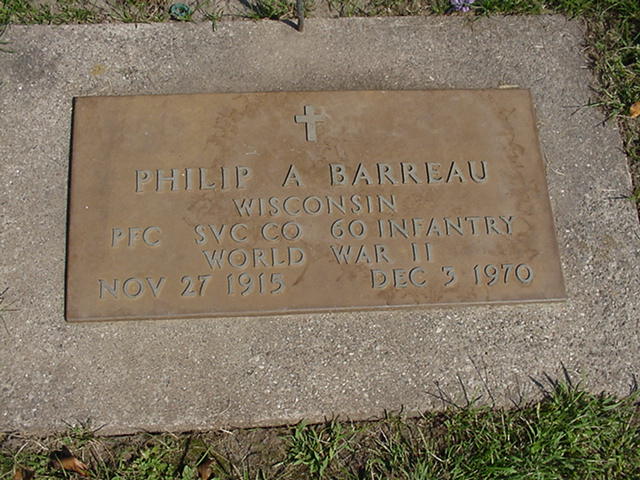 PHILIP A BARREAU
WISCONSIN
PFC SVC CO 60 INFANTRY
WORLD WAR II
NOV 27 1915 DEC 3 1970